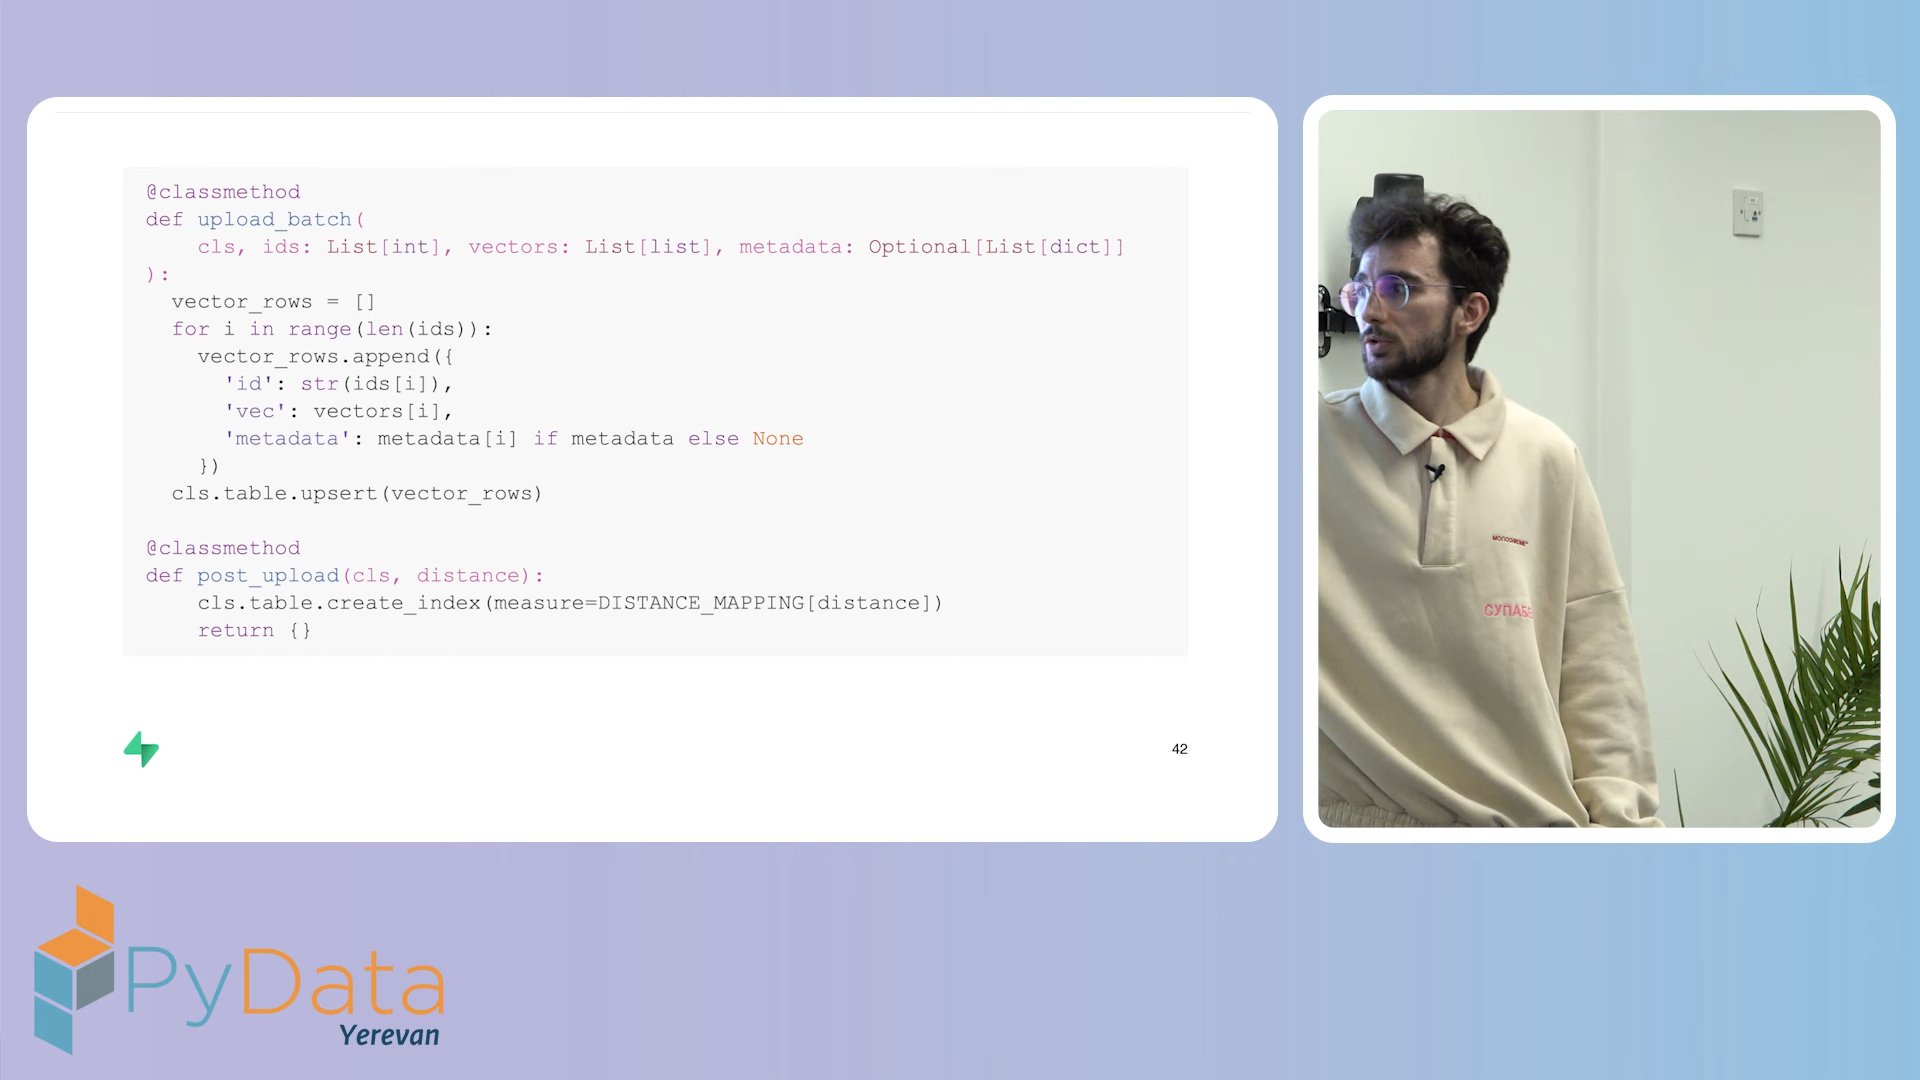 @classmethod
def upload_batch(
    cls, ids: List[int], vectors: List[list], metadata: Optional[List[dict]]
):
  vector_rows = []
  for i in range(len(ids)):
    vector_rows.append({
      'id': str(ids[i]),
      'vec': vectors[i],
      'metadata': metadata[i] if metadata else None
    })
  cls.table.upsert(vector_rows)
@classmethod
def post_upload(cls, distance):
    cls.table.create_index(measure=DISTANCE_MAPPING[distance])
    return {}
42
PyData
Yerevan